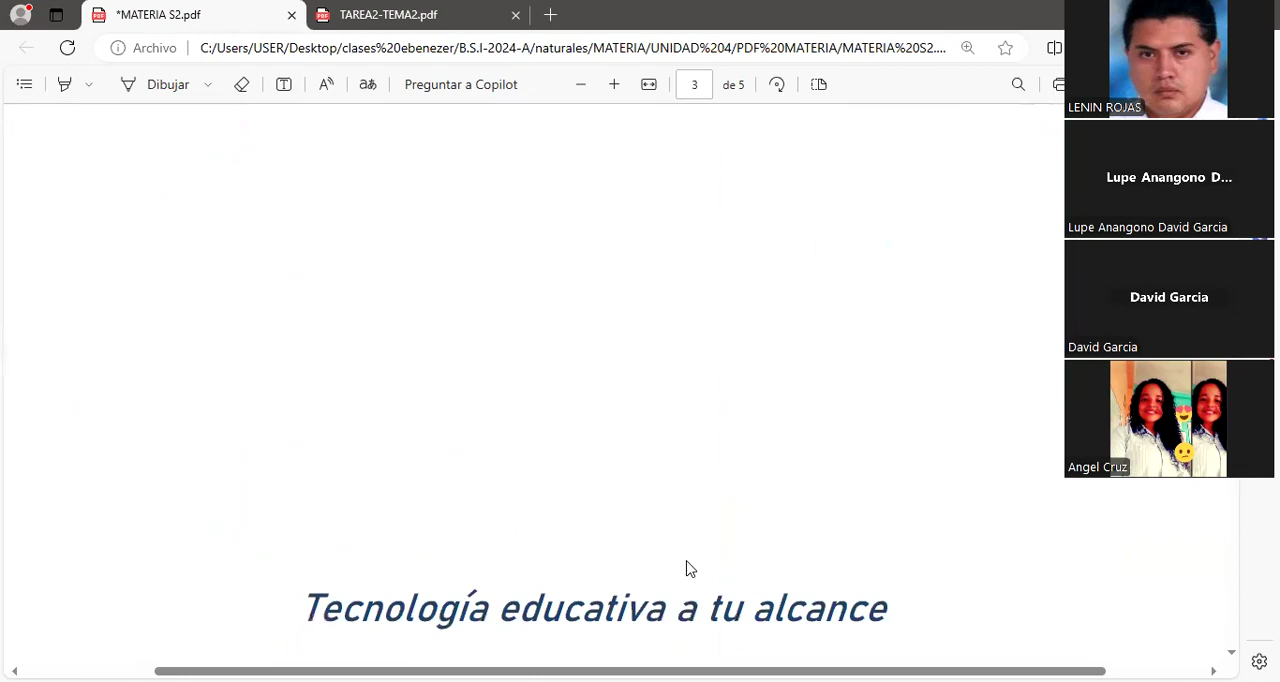 *MATERIA S2.pdf
TAREA2-TEMA2.pdf
Archivo
C:/Users/USER/Desktop/clases%20ebenezer/B.S.I-2024-A/naturales/MATERIA/UNIDAD%204/PDF%20MATERIA/MATERIA%20S2....
Dibujar
Preguntar a Copilot
3
de 5
LENIN ROJAS
Lupe Anangono D...
Lupe Anangono David Garcia
David Garcia
David Garcia
Angel Cruz
Tecnología educativa a tu alcance